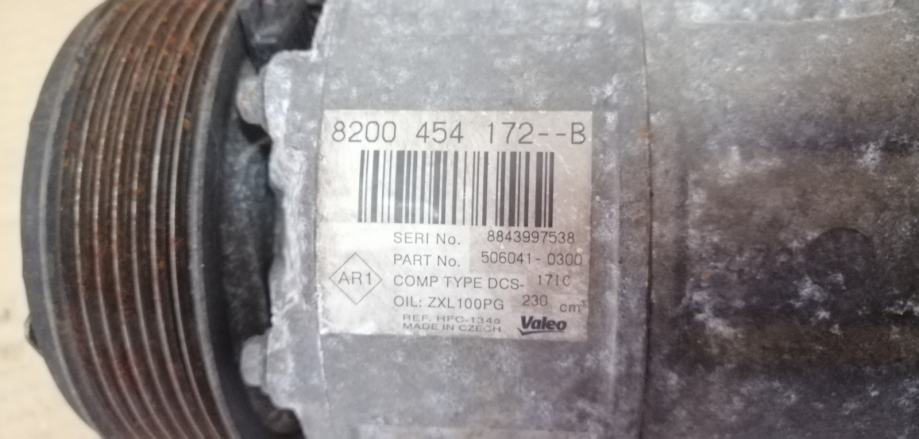 8200 454 172--B
SERI No. 8843997538
PART No. 506041-0300
AR1
COMP TYPE DCS-17IC
OIL: ZXL100PG 230 cm³
REF. HFC-134a
MADE IN CZECH
Valeo